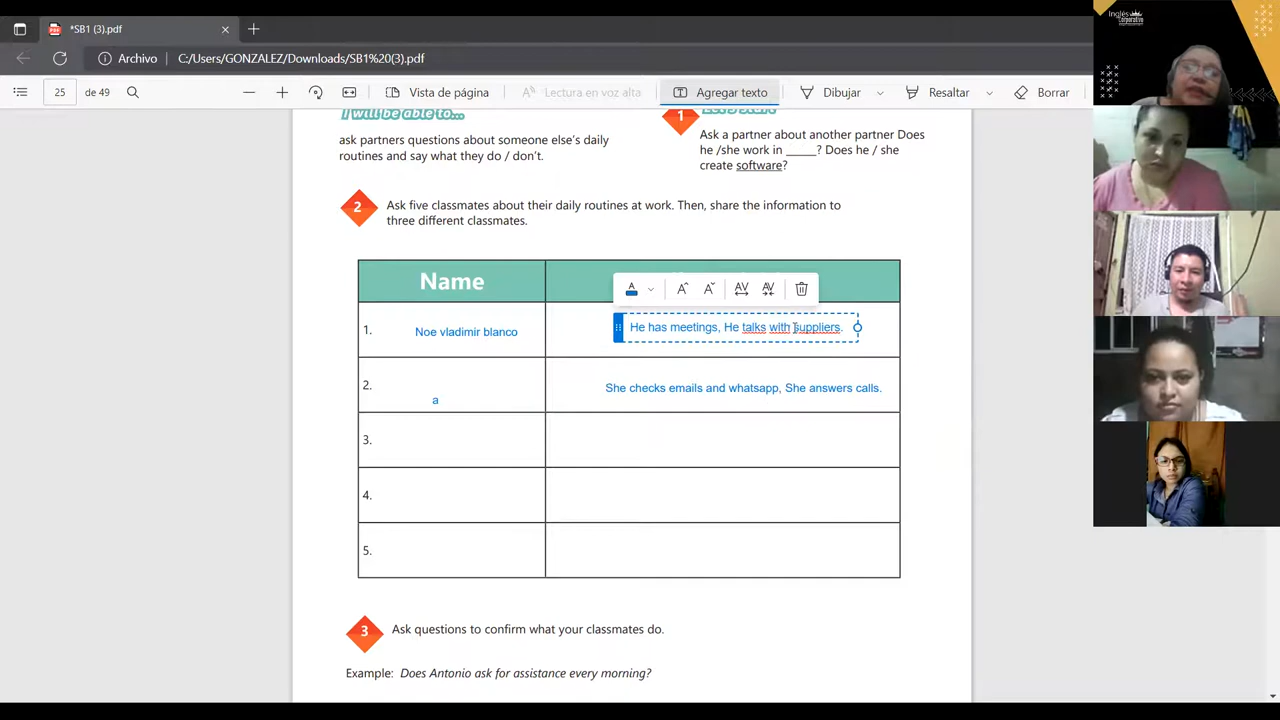 *SB1 (3).pdf
Archivo
C:/Users/GONZALEZ/Downloads/SB1%20(3).pdf
25 de 49
Vista de página
Lectura en voz alta
Agregar texto
Dibujar
Resaltar
Borrar
Inglés
Corporativo
I will be able to...
ask partners questions about someone else's daily
routines and say what they do / don't.
1
Let's Start
Ask a partner about another partner Does
he /she work in _____? Does he / she
create software?
2
Ask five classmates about their daily routines at work. Then, share the information to
three different classmates.
Name
1.
Noe vladimir blanco
He has meetings, He talks with suppliers.
2.
a
She checks emails and whatsapp, She answers calls.
3.
4.
5.
3
Ask questions to confirm what your classmates do.
Example: Does Antonio ask for assistance every morning?